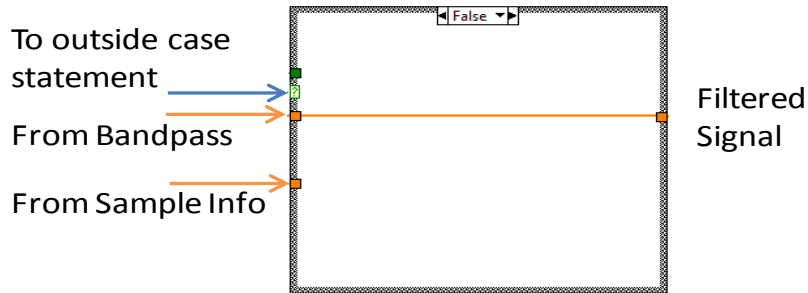 False
To outside case
statement
?
From Bandpass
Filtered
Signal
From Sample Info